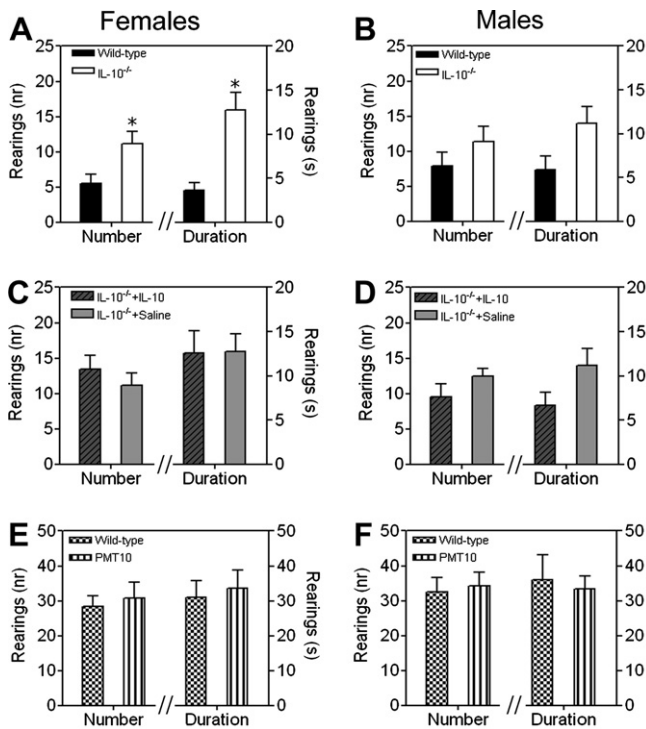 Females
Males
A
Rearings (nr)
25
20
15
10
5
0
Wild-type
IL-10-/-
*
*
20
15
10
5
0
Rearings (s)
Number
//
Duration
B
Rearings (nr)
25
20
15
10
5
0
Wild-type
IL-10-/-
20
15
10
5
0
Number
//
Duration
C
Rearings (nr)
25
20
15
10
5
0
IL-10-/-+IL-10
IL-10-/-+Saline
20
15
10
5
0
Rearings (s)
Number
//
Duration
D
Rearings (nr)
25
20
15
10
5
0
IL-10-/-+IL-10
IL-10-/-+Saline
20
15
10
5
0
Number
//
Duration
E
Rearings (nr)
50
40
30
20
10
0
Wild-type
PMT10
50
40
30
20
10
0
Rearings (s)
Number
//
Duration
F
Rearings (nr)
50
40
30
20
10
0
Wild-type
PMT10
50
40
30
20
10
0
Number
//
Duration